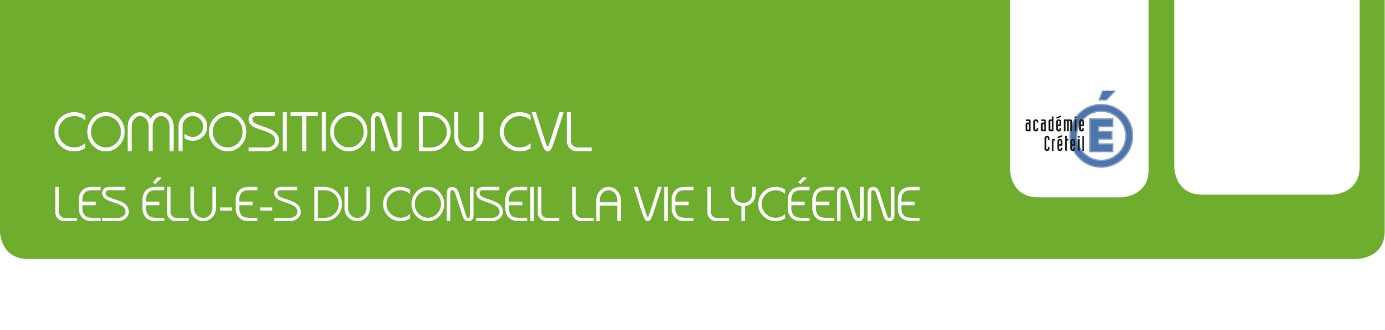 COMPOSITION DU CVL
LES ÉLU-E-S DU CONSEIL LA VIE LYCÉENNE
académie
Créteil
É